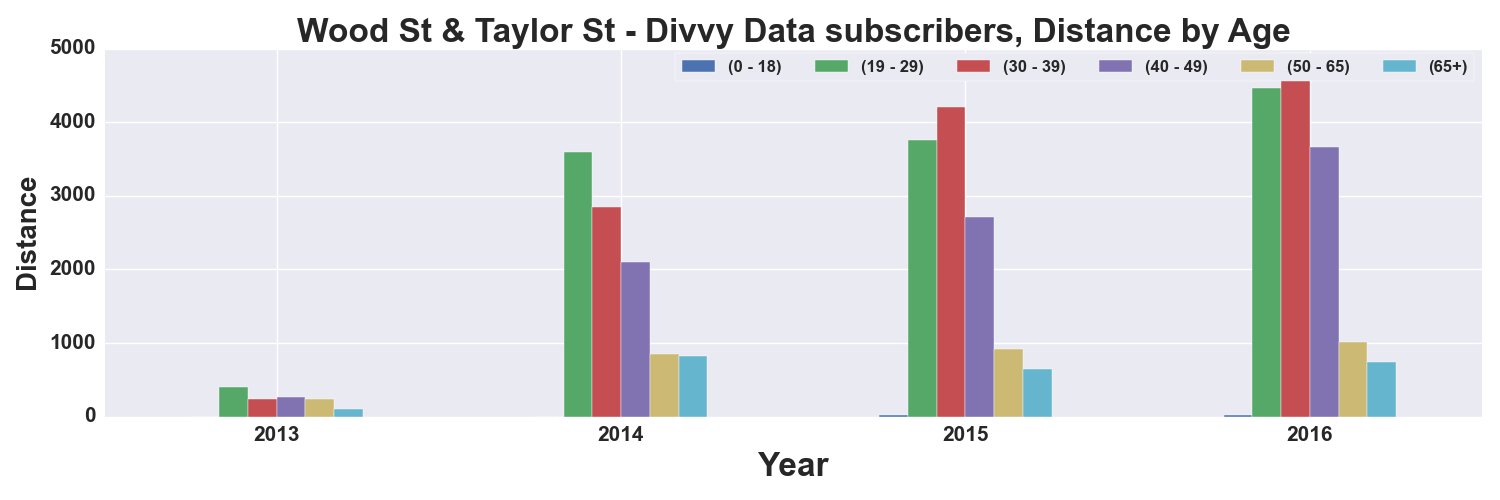 Wood St & Taylor St - Divvy Data subscribers, Distance by Age
5000
(0 - 18) (19 - 29) (30 - 39) (40 - 49) (50 - 65) (65+)
4000
3000
2000
1000
0
Distance
2013 2014 2015 2016
Year